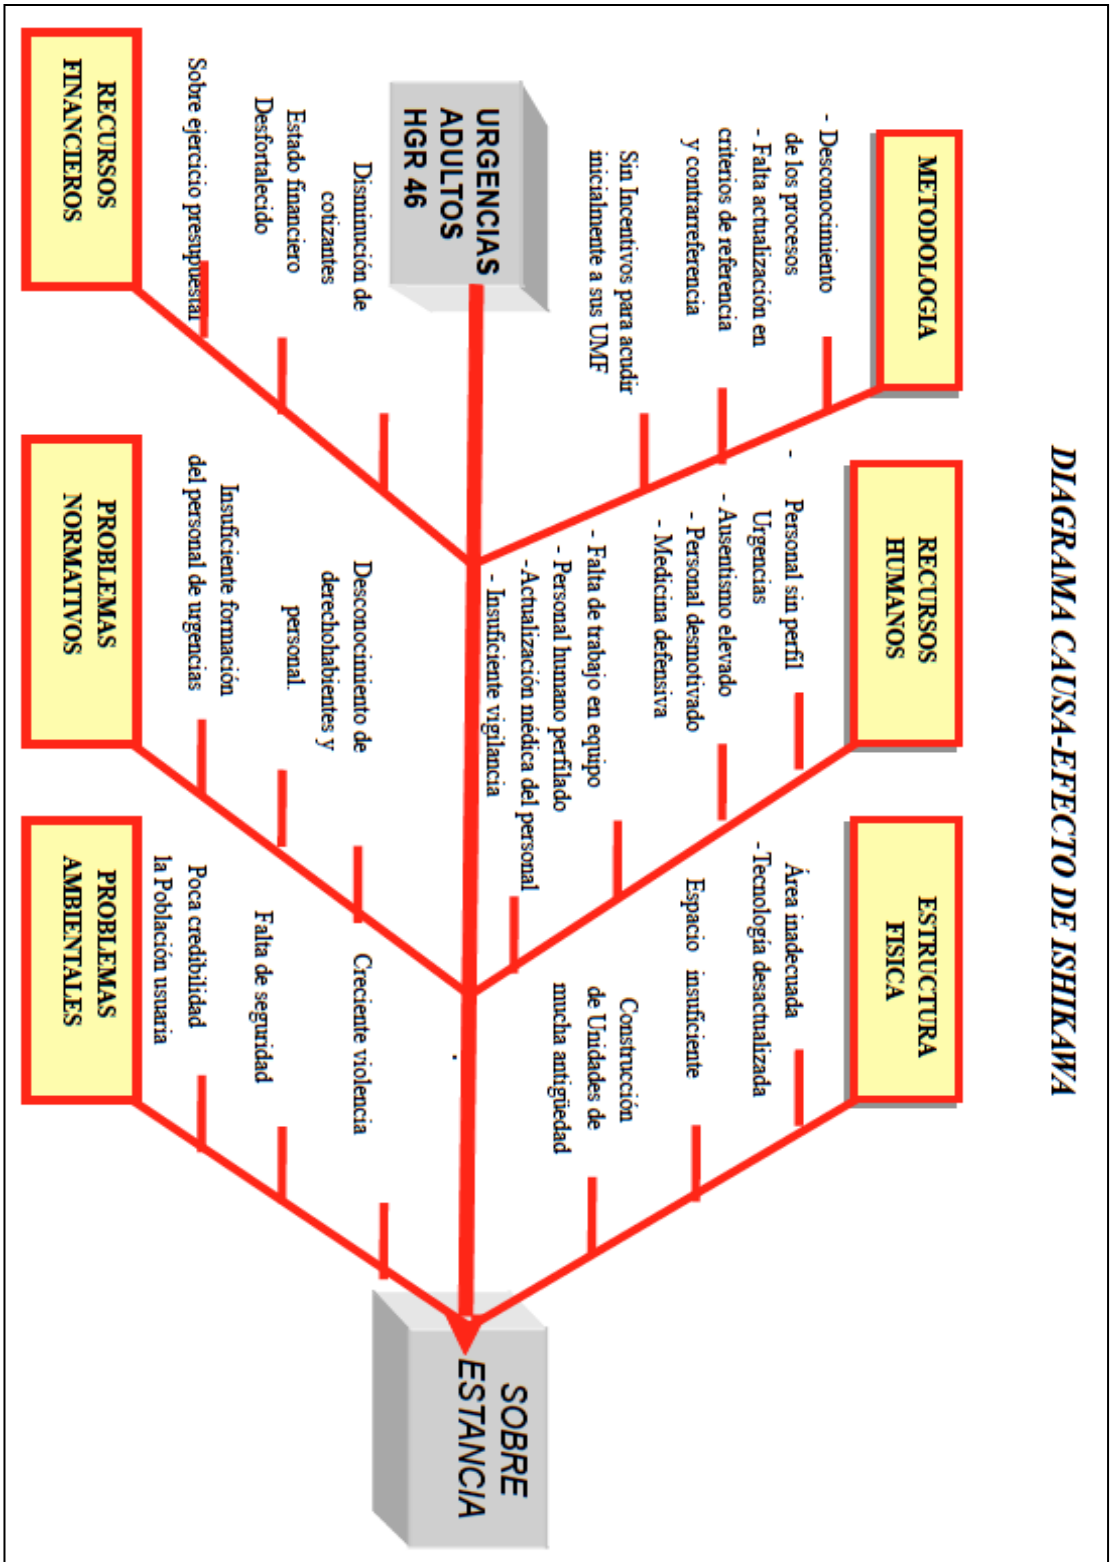 DIAGRAMA CAUSA-EFECTO DE ISHIKAWA
METODOLOGIA
RECURSOS
HUMANOS
ESTRUCTURA
FISICA
- Desconocimiento
de los procesos
- Falta actualización en
criterios de referencia
y contrarreferencia
Sin Incentivos para acudir
inicialmente a sus UMF
-
Personal sin perfil
Urgencias
- Ausentismo elevado
- Personal desmotivado
- Medicina defensiva
- Falta de trabajo en equipo
- Personal humano perfilado
-Actualización médica del personal
- Insuficiente vigilancia
Área inadecuada
-Tecnología desactualizada
Espacio insuficiente
Construcción
de Unidades de
mucha antigüedad
URGENCIAS
ADULTOS
HGR 46
SOBRE
ESTANCIA
Disminución de
cotizantes
Estado financiero
Desfortalecido
Sobre ejercicio presupuestal
Desconocimiento de
derechohabientes y
personal.
Insuficiente formación
del personal de urgencias
.
Creciente violencia
Falta de seguridad
Poca credibilidad
la Población usuaria
RECURSOS
FINANCIEROS
PROBLEMAS
NORMATIVOS
PROBLEMAS
AMBIENTALES